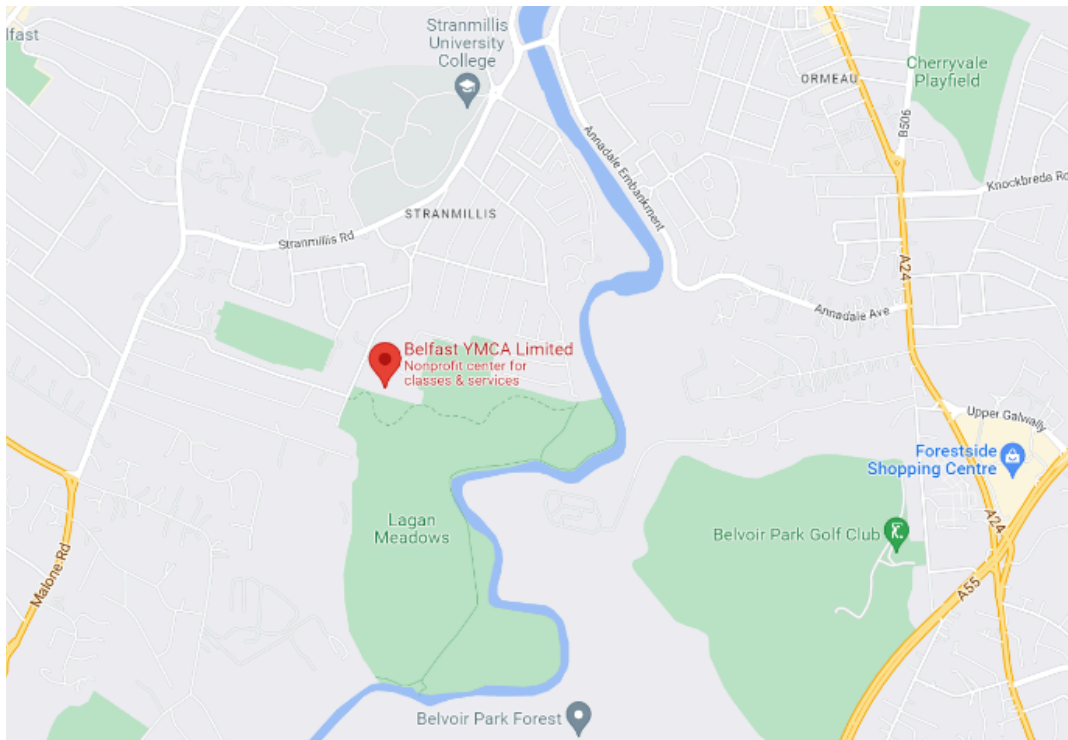 lfast
Stranmillis
University
College
ORMEAU
Cherryvale
Playfield
B506
Annadale Embankment
Knockbreda Rd
STRANMILLIS
Stranmillis Rd
A24
Annadale Ave
Belfast YMCA Limited
Nonprofit center for
classes & services
Upper Galwally
Forestside
Shopping Centre
Lagan
Meadows
A24
Belvoir Park Golf Club
Malone Rd
A55
Belvoir Park Forest